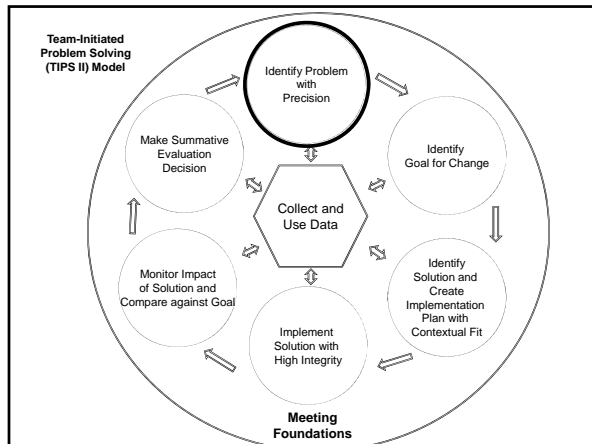 Team-Initiated
Problem Solving
(TIPS II) Model
Identify Problem
with
Precision
Identify
Goal for Change
Identify
Solution and
Create
Implementation
Plan with
Contextual Fit
Implement
Solution with
High Integrity
Monitor Impact
of Solution and
Compare against Goal
Make Summative
Evaluation
Decision
Collect and
Use Data
Meeting
Foundations